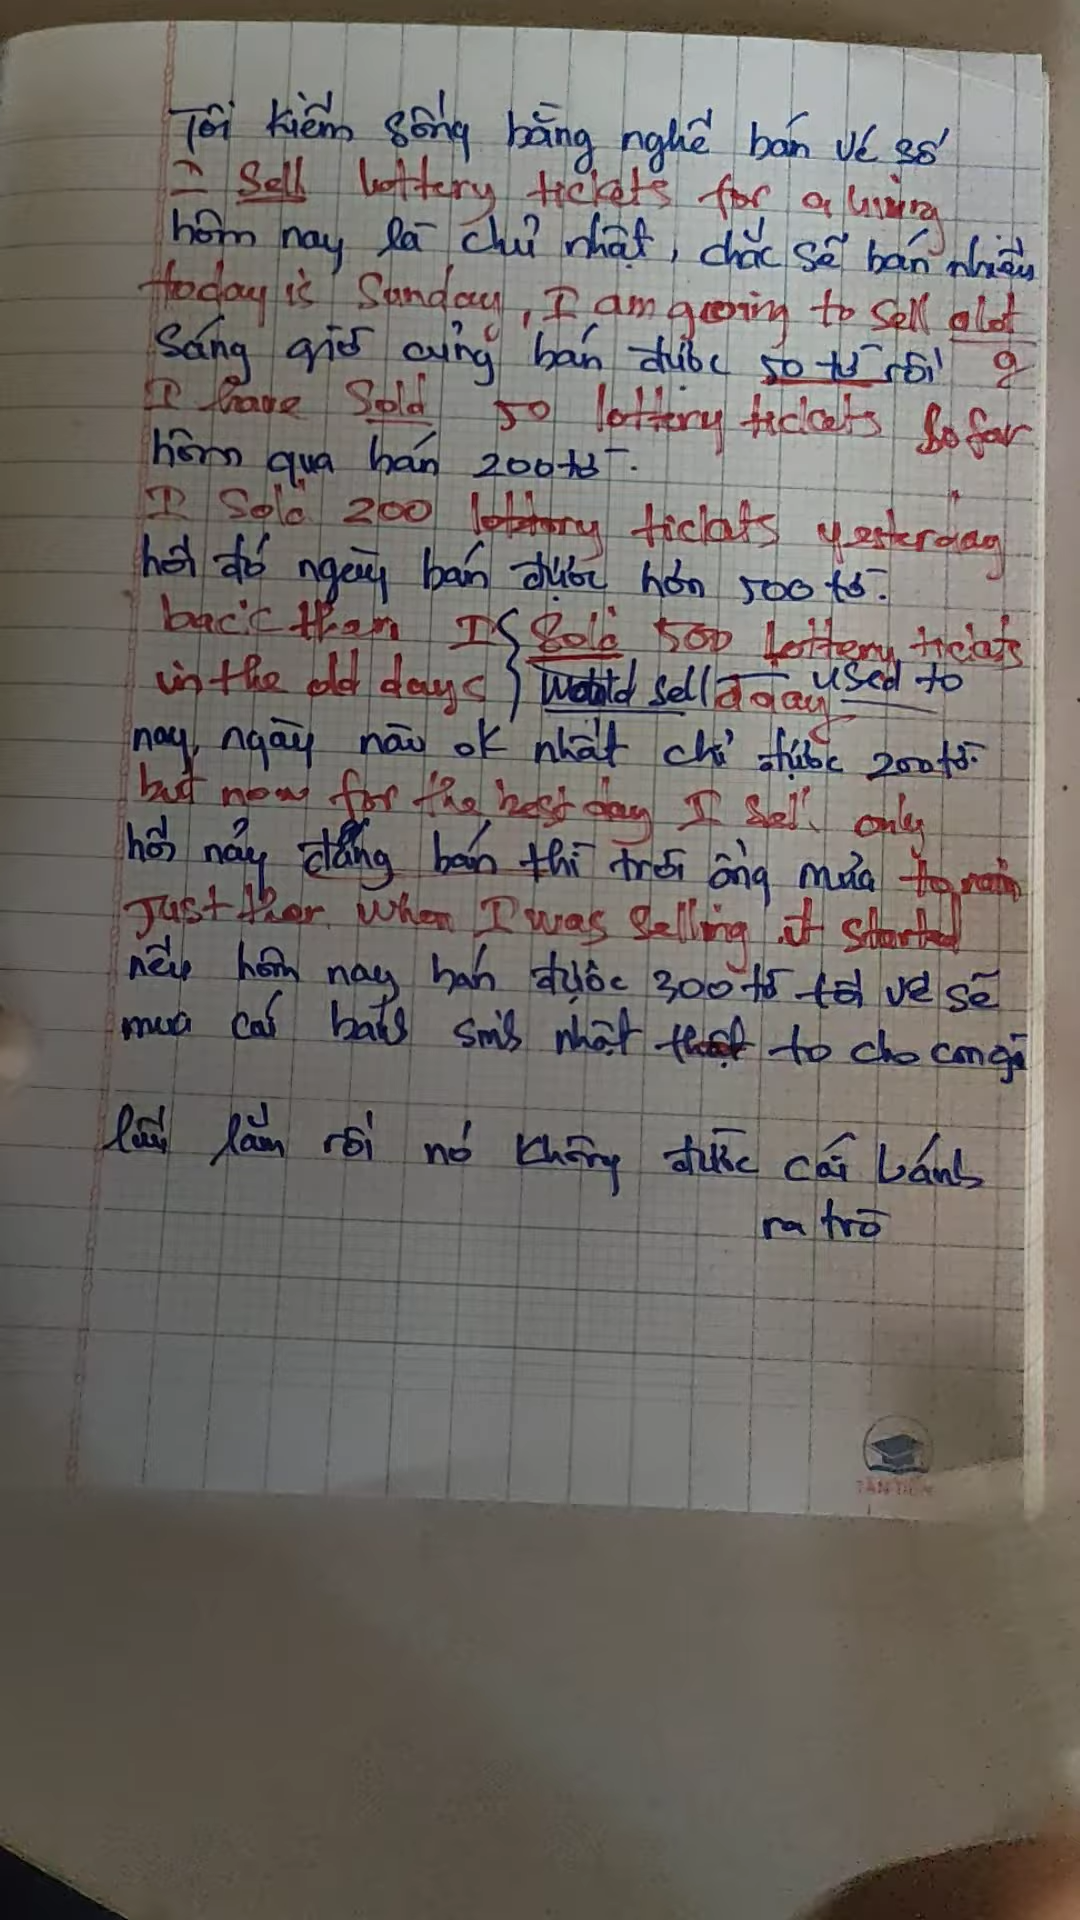 Tôi kiếm sống bằng nghề bán vé số
I sell lottery tickets for a living
hôm nay là chủ nhật, chắc sẽ bán nhiều
today is Sunday, I am going to sell a lot
sáng giờ cũng bán được 50 tờ rồi
I have sold 50 lottery tickets so far
hôm qua bán 200 tờ.
I sold 200 lottery tickets yesterday
hồi đó ngày bán được hơn 500 tờ.
back then I sold 500 lottery tickets
in the old days would sell a day used to
nay, ngày nào ok nhất chỉ được 200 tờ.
but now for the best day I sell only
hồi nảy đang bán thì trời ông mưa to rain
Just then when I was selling it started
nếu hôm nay bán được 300 tờ tôi về sẽ
mua cái bánh sinh nhật to cho con gái
lâu lắm rồi nó không được cái bánh
ra trò